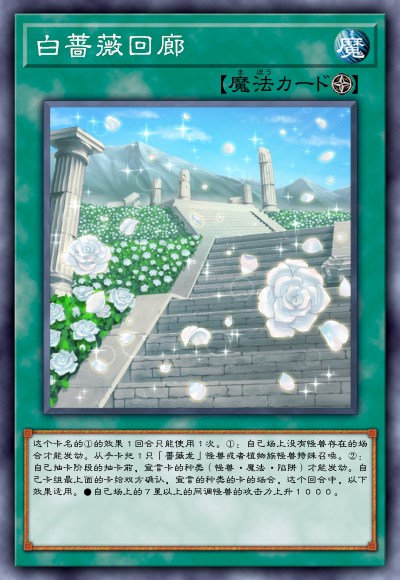 白薔薇回廊
魔
【魔法カード】
まほう
这个卡名的①的效果1回合只能使用1次。①：自己场上没有怪兽存在的场
合才能发动。从手卡把1只「蔷薇龙」怪兽或者植物族怪兽特殊召唤。②：
自己抽卡阶段的抽卡前，宣言卡的种类（怪兽·魔法·陷阱）才能发动。自
己卡组最上面的卡给双方确认，宣言的种类的卡的场合，这个回合中，以下
效果适用。●自己场上的7星以上的同调怪兽的攻击力上升1000。